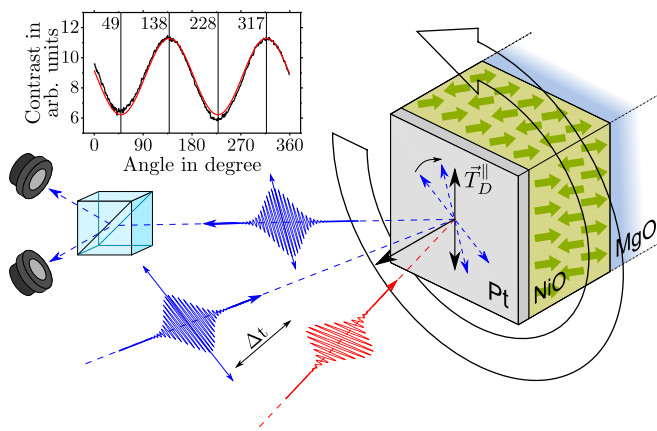 49 138 228 317
12
10
8
6
Contrast in
arb. units
0 90 180 270 360
Angle in degree
T⃗_D^∥
Pt
NiO
MgO
Δt